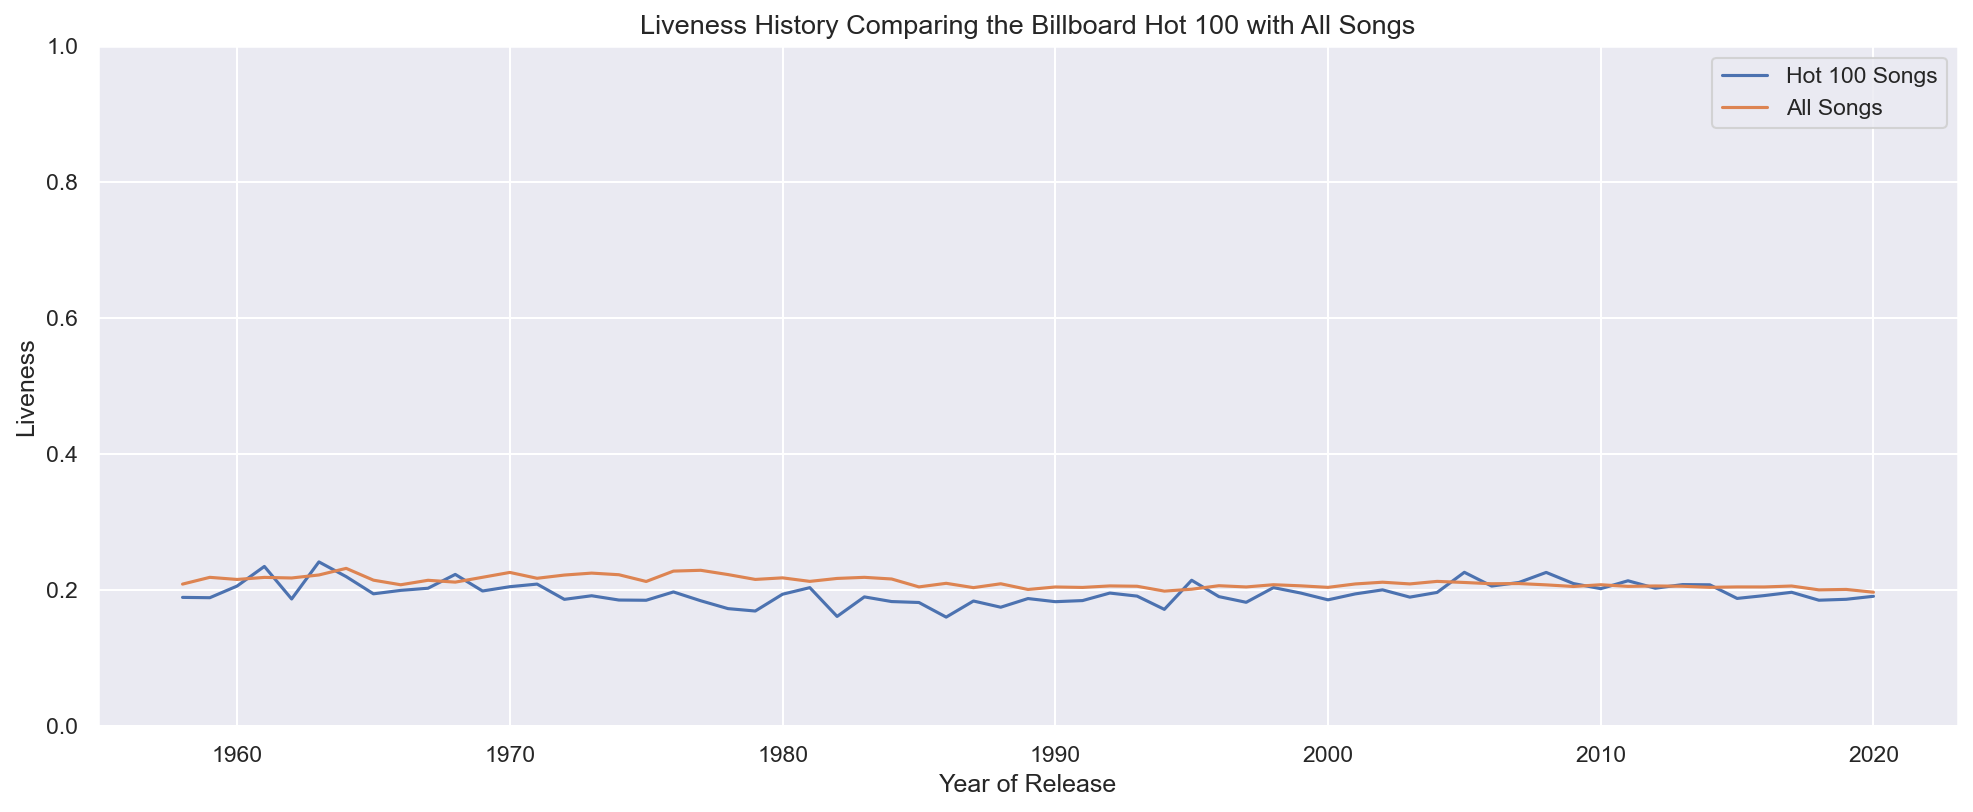 Liveness History Comparing the Billboard Hot 100 with All Songs
1.0
0.8
0.6
0.4
0.2
0.0
Liveness
Hot 100 Songs
All Songs
1960 1970 1980 1990 2000 2010 2020
Year of Release